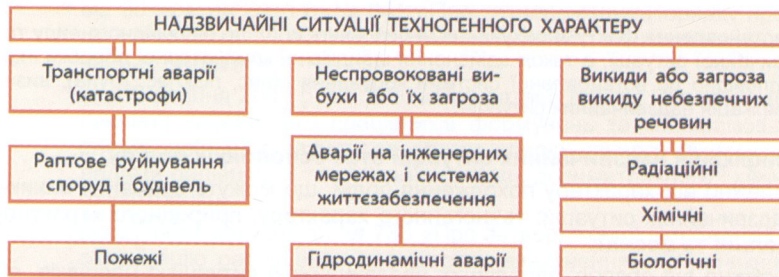 НАДЗВИЧАЙНІ СИТУАЦІЇ ТЕХНОГЕННОГО ХАРАКТЕРУ
Транспортні аварії
(катастрофи)
Неспровоковані ви-
бухи або їх загроза
Викиди або загроза
викиду небезпечних
речовин
Раптове руйнування
споруд і будівель
Аварії на інженерних
мережах і системах
життєзабезпечення
Радіаційні
Хімічні
Пожежі
Гідродинамічні аварії
Біологічні